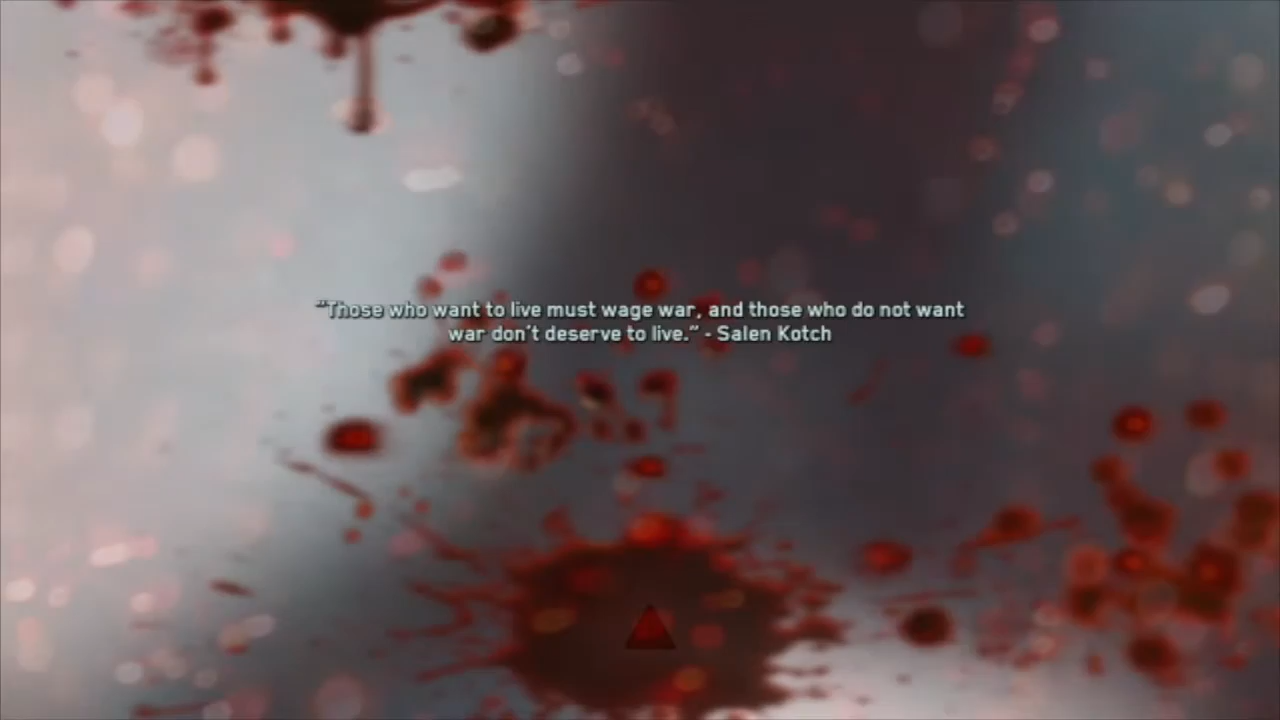 "Those who want to live must wage war, and those who do not want
war don't deserve to live." - Salen Kotch